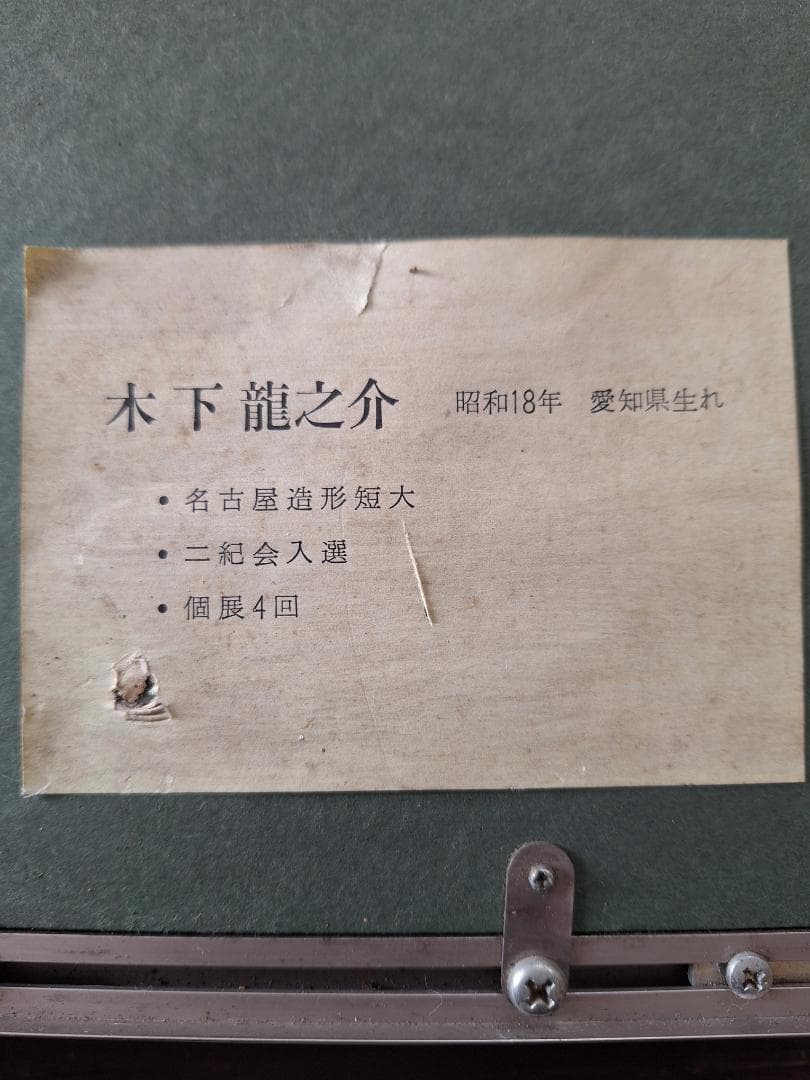 木下龍之介 昭和18年 愛知県生れ
• 名古屋造形短大
• 二紀会入選
• 個展4回